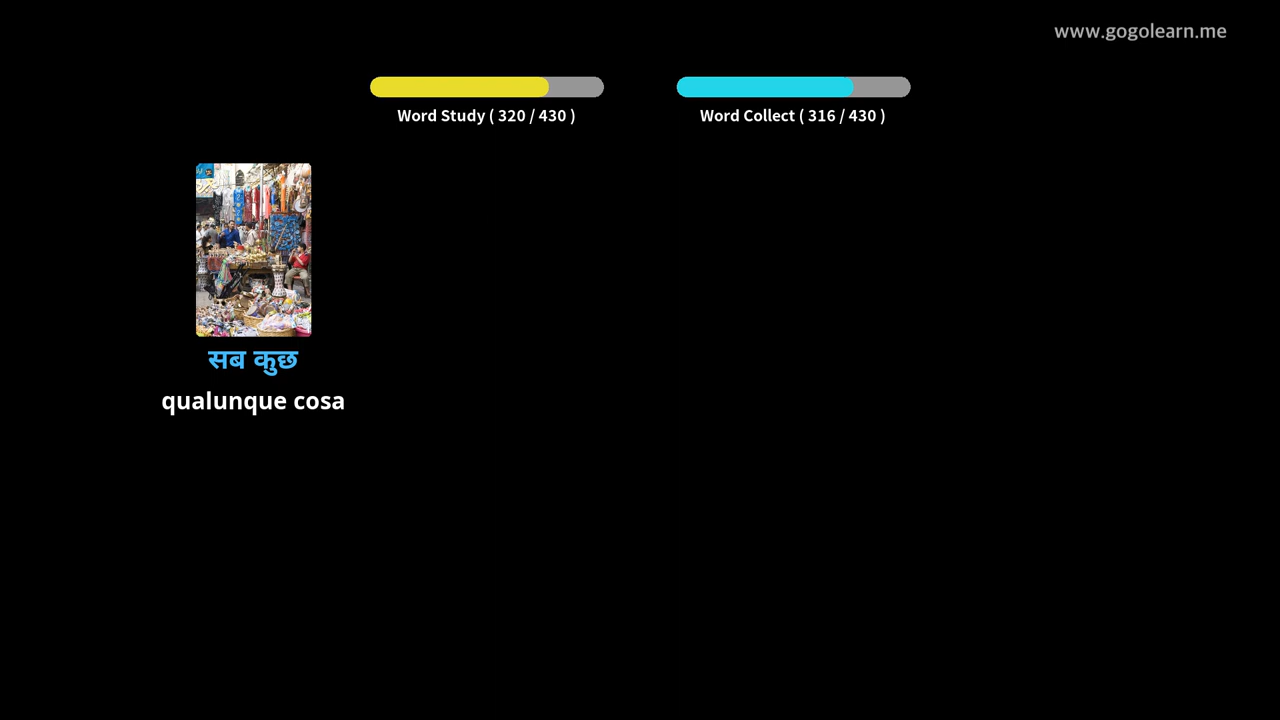 www.gogolearn.me
Word Study ( 320 / 430 )
Word Collect ( 316 / 430 )
सब कुछ
qualunque cosa